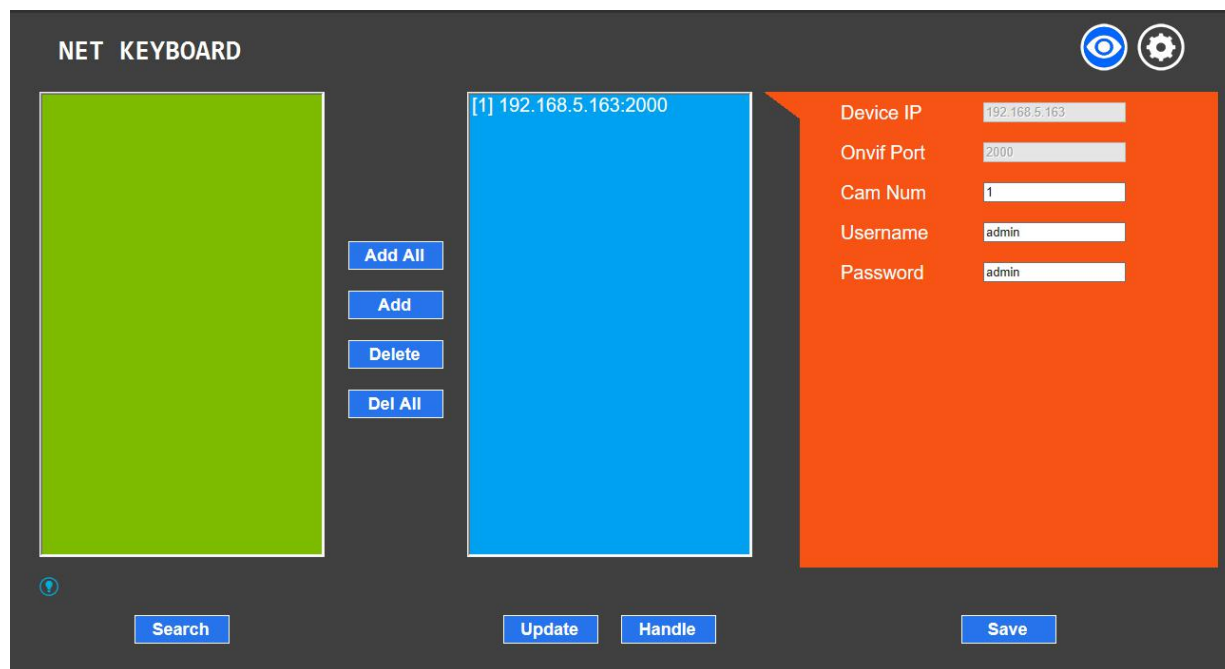 NET KEYBOARD
[1] 192.168.5.163:2000
Add All
Add
Delete
Del All
Device IP 192.168.5.163
Onvif Port 2000
Cam Num 1
Username admin
Password admin
Search
Update
Handle
Save